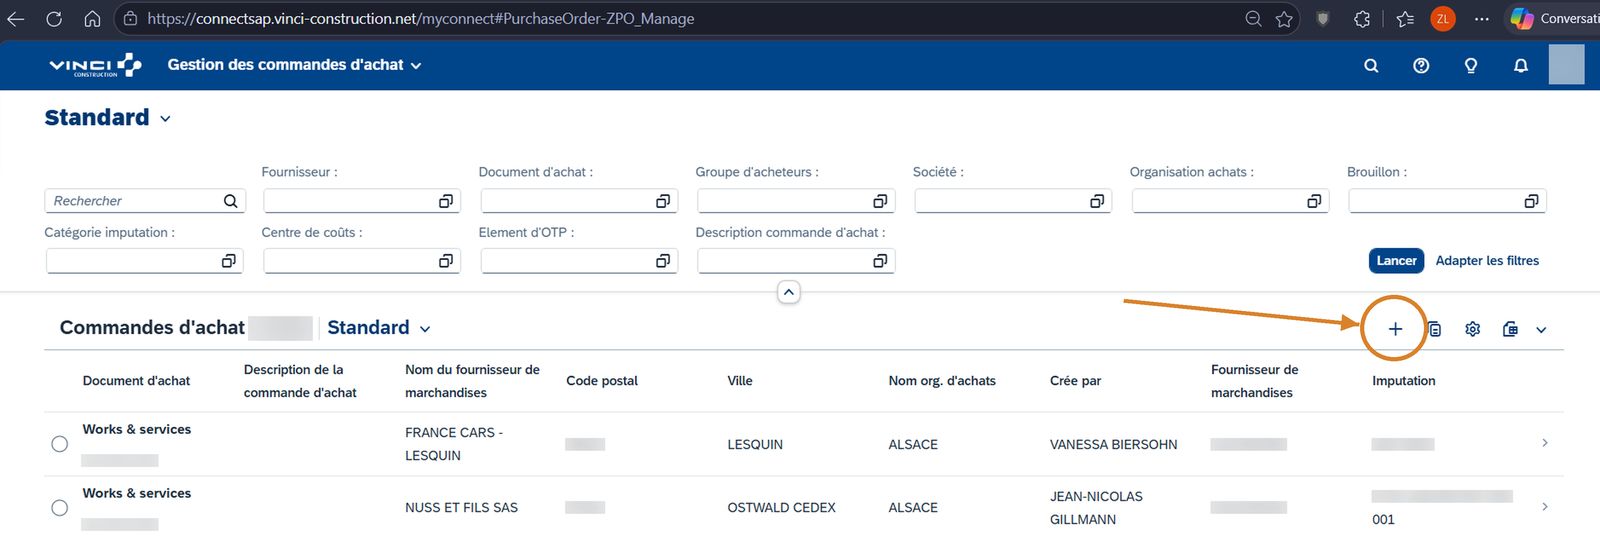 https://connectsap.vinci-construction.net/myconnect#PurchaseOrder-ZPO_Manage
ZL
Conversati
VINCI
CONSTRUCTION
Gestion des commandes d'achat
Standard
Fournisseur :
Document d'achat :
Groupe d'acheteurs :
Société :
Organisation achats :
Brouillon :
Rechercher
Catégorie imputation :
Centre de coûts :
Element d'OTP :
Description commande d'achat :
Lancer
Adapter les filtres
Commandes d'achat
Standard
Document d'achat
Description de la commande d'achat
Nom du fournisseur de marchandises
Code postal
Ville
Nom org. d'achats
Crée par
Fournisseur de marchandises
Imputation
Works & services
FRANCE CARS - LESQUIN
LESQUIN
ALSACE
VANESSA BIERSOHN
Works & services
NUSS ET FILS SAS
OSTWALD CEDEX
ALSACE
JEAN-NICOLAS GILLMANN
001